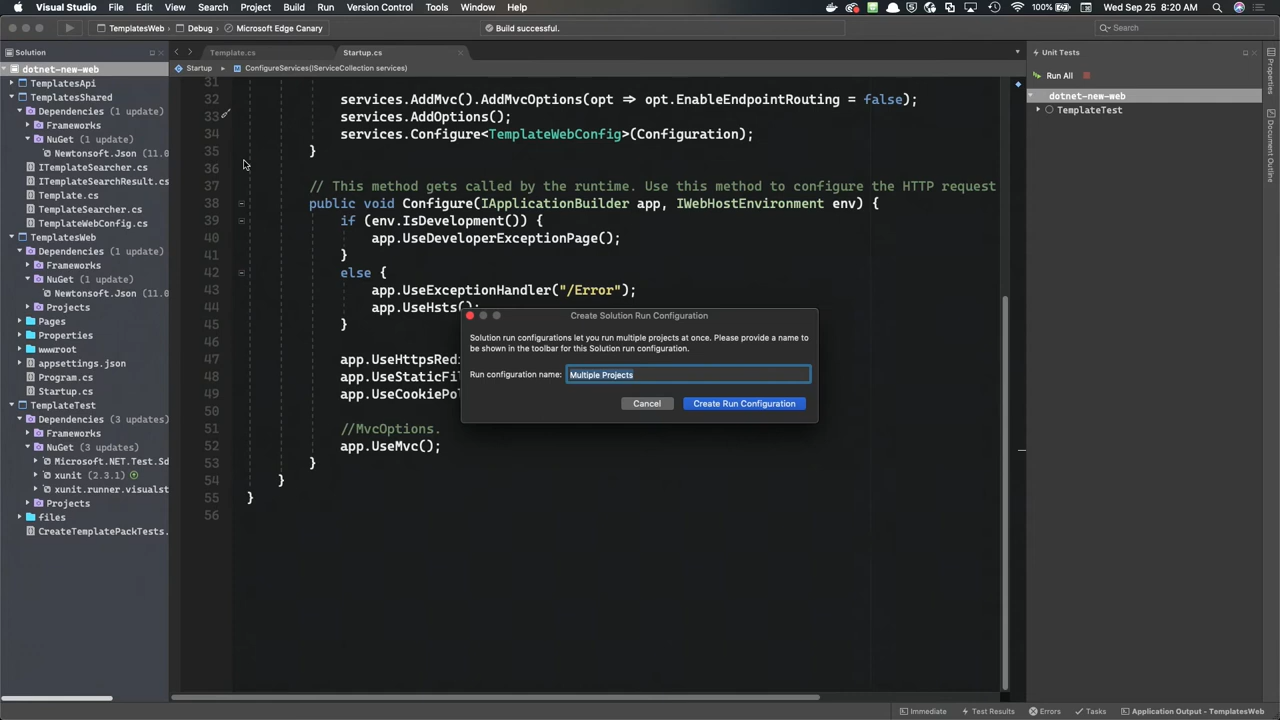 Visual Studio File Edit View Search Project Build Run Version Control Tools Window Help 100% Wed Sep 25 8:20 AM
TemplatesWeb Debug Microsoft Edge Canary Build successful. Search
Solution
dotnet-new-web
TemplatesApi
TemplatesShared
Dependencies (1 update)
Frameworks
NuGet (1 update)
Newtonsoft.Json (11.0
ITemplateSearcher.cs
ITemplateSearchResult.cs
Template.cs
TemplateSearcher.cs
TemplateWebConfig.cs
TemplatesWeb
Dependencies (1 update)
Frameworks
NuGet (1 update)
Newtonsoft.Json (11.0
Projects
Pages
Properties
wwwroot
appsettings.json
Program.cs
Startup.cs
TemplateTest
Dependencies (3 updates)
Frameworks
NuGet (3 updates)
Microsoft.NET.Test.Sd
xunit (2.3.1)
xunit.runner.visualst
Projects
files
CreateTemplatePackTests.
Template.cs Startup.cs
Startup ConfigureServices(IServiceCollection services)
31
32 services.AddMvc().AddMvcOptions(opt => opt.EnableEndpointRouting = false);
33 services.AddOptions();
34 services.Configure<TemplateWebConfig>(Configuration);
35 }
36
37 // This method gets called by the runtime. Use this method to configure the HTTP request
38 public void Configure(IApplicationBuilder app, IWebHostEnvironment env) {
39 if (env.IsDevelopment()) {
40 app.UseDeveloperExceptionPage();
41 }
42 else {
43 app.UseExceptionHandler("/Error");
44 app.UseHsts();
45 }
46
47 app.UseHttpsRedi
48 app.UseStaticFil
49 app.UseCookiePol
50
51 //MvcOptions.
52 app.UseMvc();
53 }
54 }
55 }
56
Create Solution Run Configuration
Solution run configurations let you run multiple projects at once. Please provide a name to
be shown in the toolbar for this Solution run configuration.
Run configuration name: Multiple Projects
Cancel Create Run Configuration
Unit Tests
Run All
dotnet-new-web
TemplateTest
Properties
Document Outline
Immediate Test Results Errors Tasks Application Output - TemplatesWeb